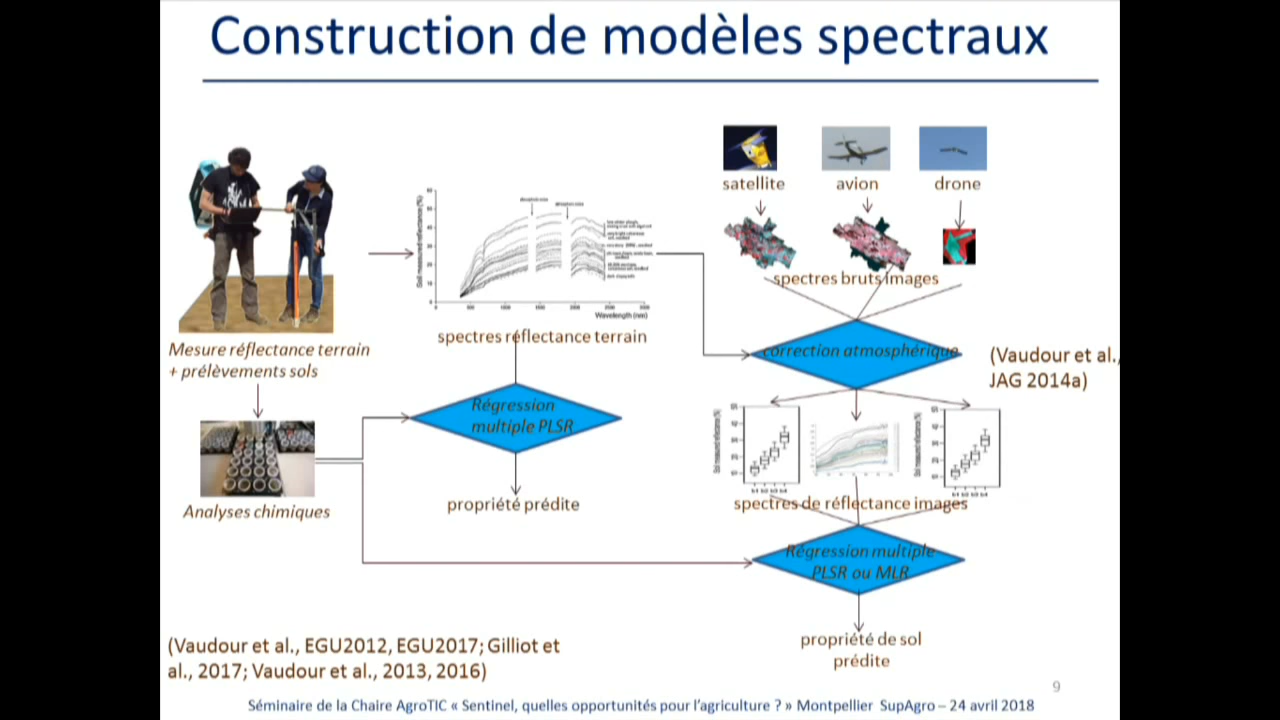 Construction de modèles spectraux
satellite
avion
drone
spectres bruts images
Wavelength (nm)
spectres réflectance terrain
Mesure réflectance terrain
+ prélèvements sols
correction atmosphérique
(Vaudour et al.,
JAG 2014a)
Régression
multiple PLSR
Analyses chimiques
propriété prédite
spectres de réflectance images
Régression multiple
PLSR ou MLR
propriété de sol
prédite
(Vaudour et al., EGU2012, EGU2017; Gilliot et
al., 2017; Vaudour et al., 2013, 2016)
9
Séminaire de la Chaire AgroTIC « Sentinel, quelles opportunités pour l’agriculture ? » Montpellier SupAgro – 24 avril 2018